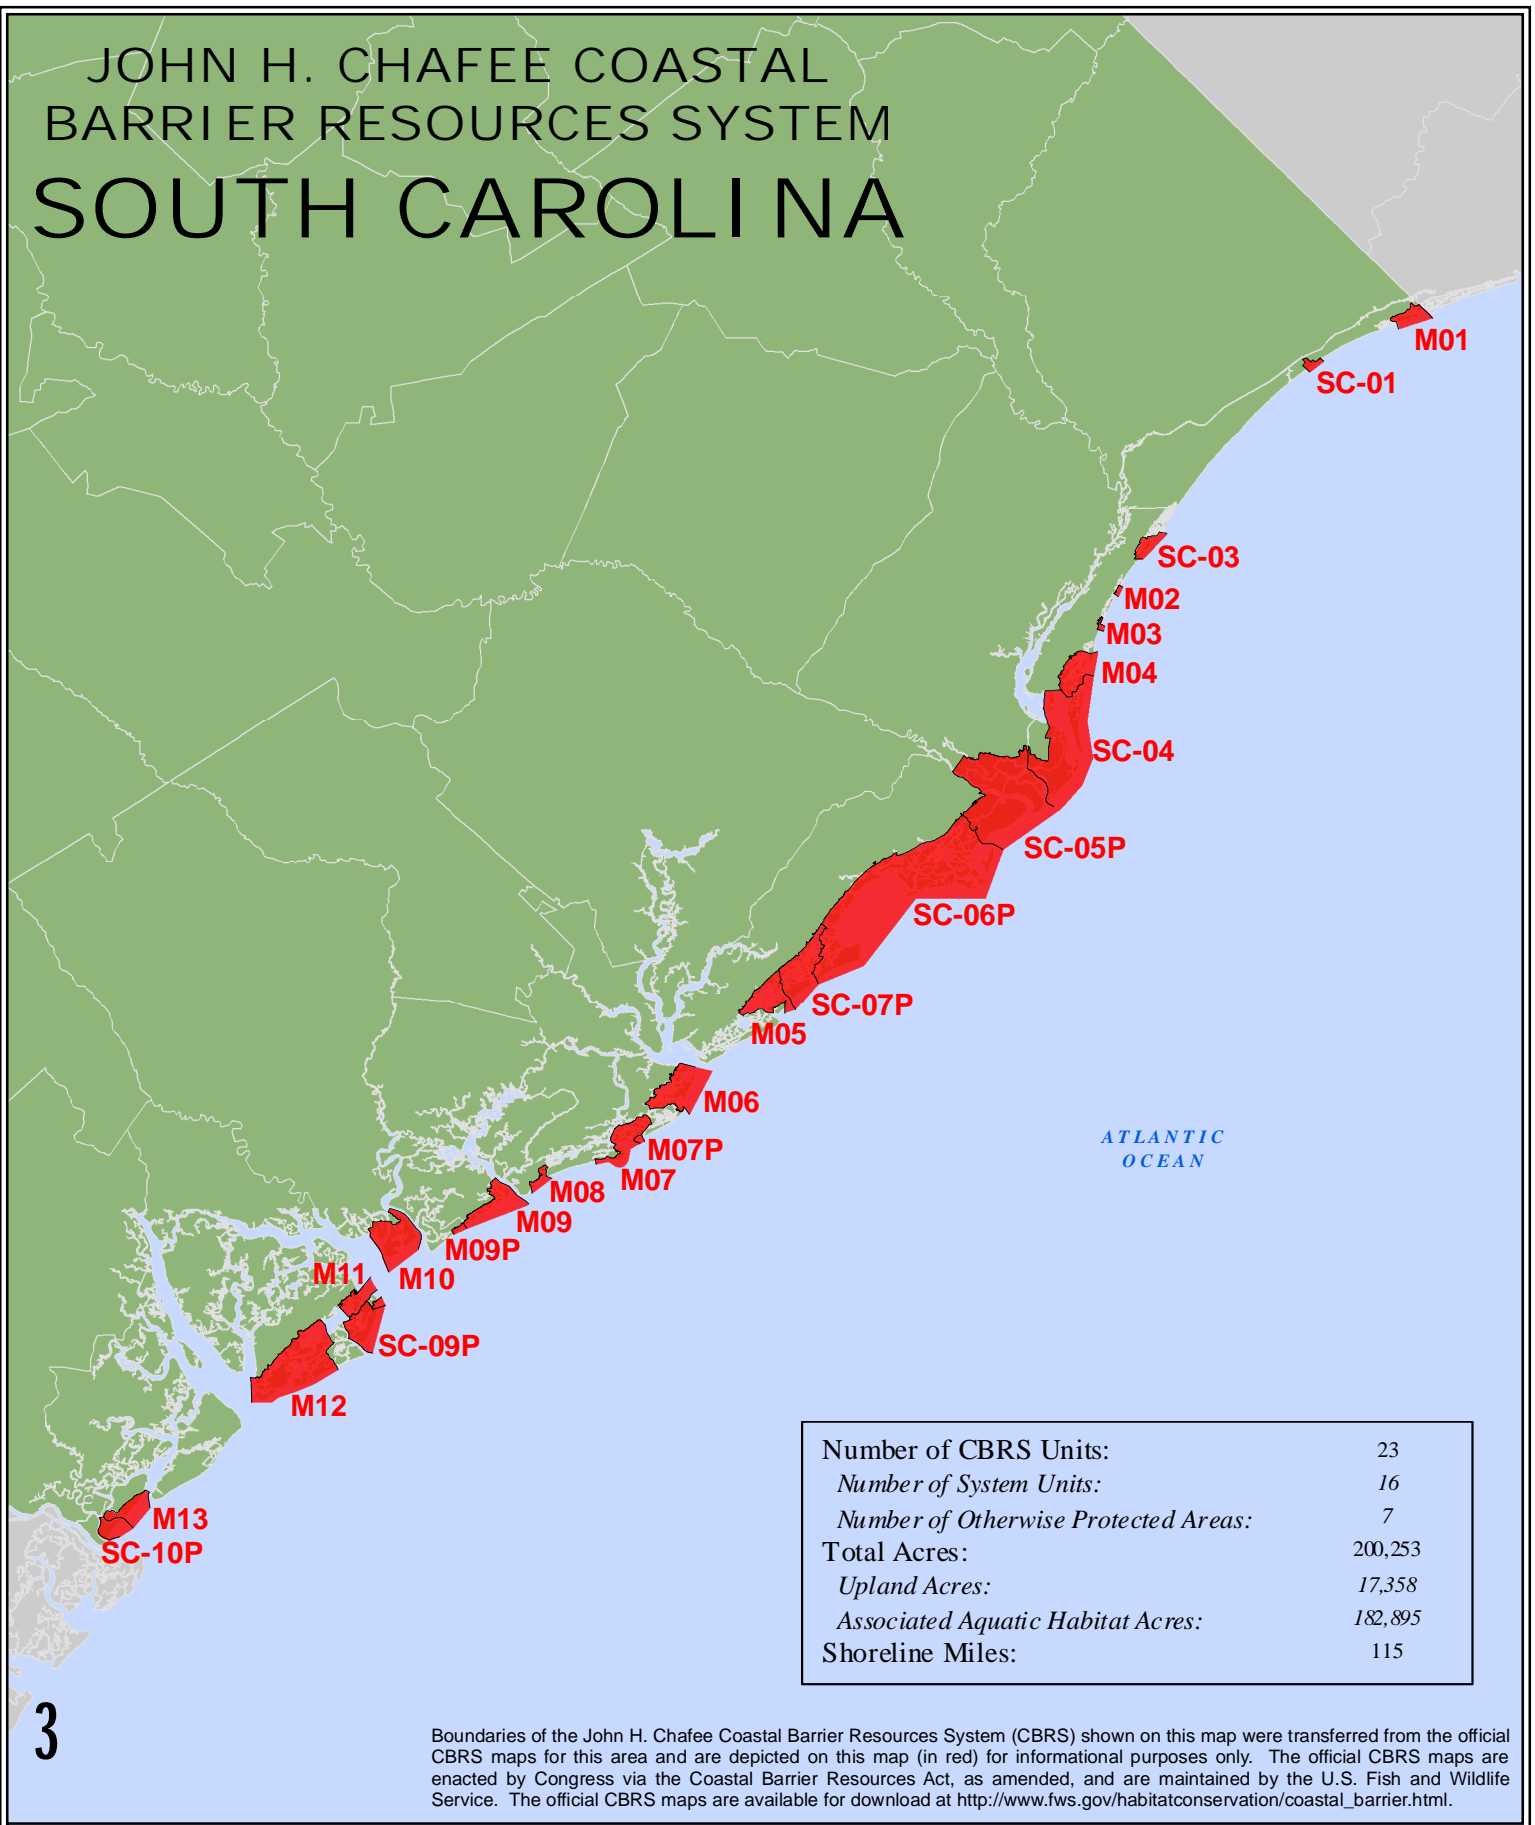 JOHN H. CHAFEE COASTAL
BARRIER RESOURCES SYSTEM
SOUTH CAROLINA
M01
SC-01
SC-03
M02
M03
M04
SC-04
SC-05P
SC-06P
SC-07P
M05
M06
M07P
M07
M08
M09
M09P
M10
M11
SC-09P
M12
M13
SC-10P
ATLANTIC
OCEAN
Number of CBRS Units: 23
Number of System Units: 16
Number of Otherwise Protected Areas: 7
Total Acres: 200,253
Upland Acres: 17,358
Associated Aquatic Habitat Acres: 182,895
Shoreline Miles: 115
3
Boundaries of the John H. Chafee Coastal Barrier Resources System (CBRS) shown on this map were transferred from the official
CBRS maps for this area and are depicted on this map (in red) for informational purposes only. The official CBRS maps are
enacted by Congress via the Coastal Barrier Resources Act, as amended, and are maintained by the U.S. Fish and Wildlife
Service. The official CBRS maps are available for download at http://www.fws.gov/habitatconservation/coastal_barrier.html.